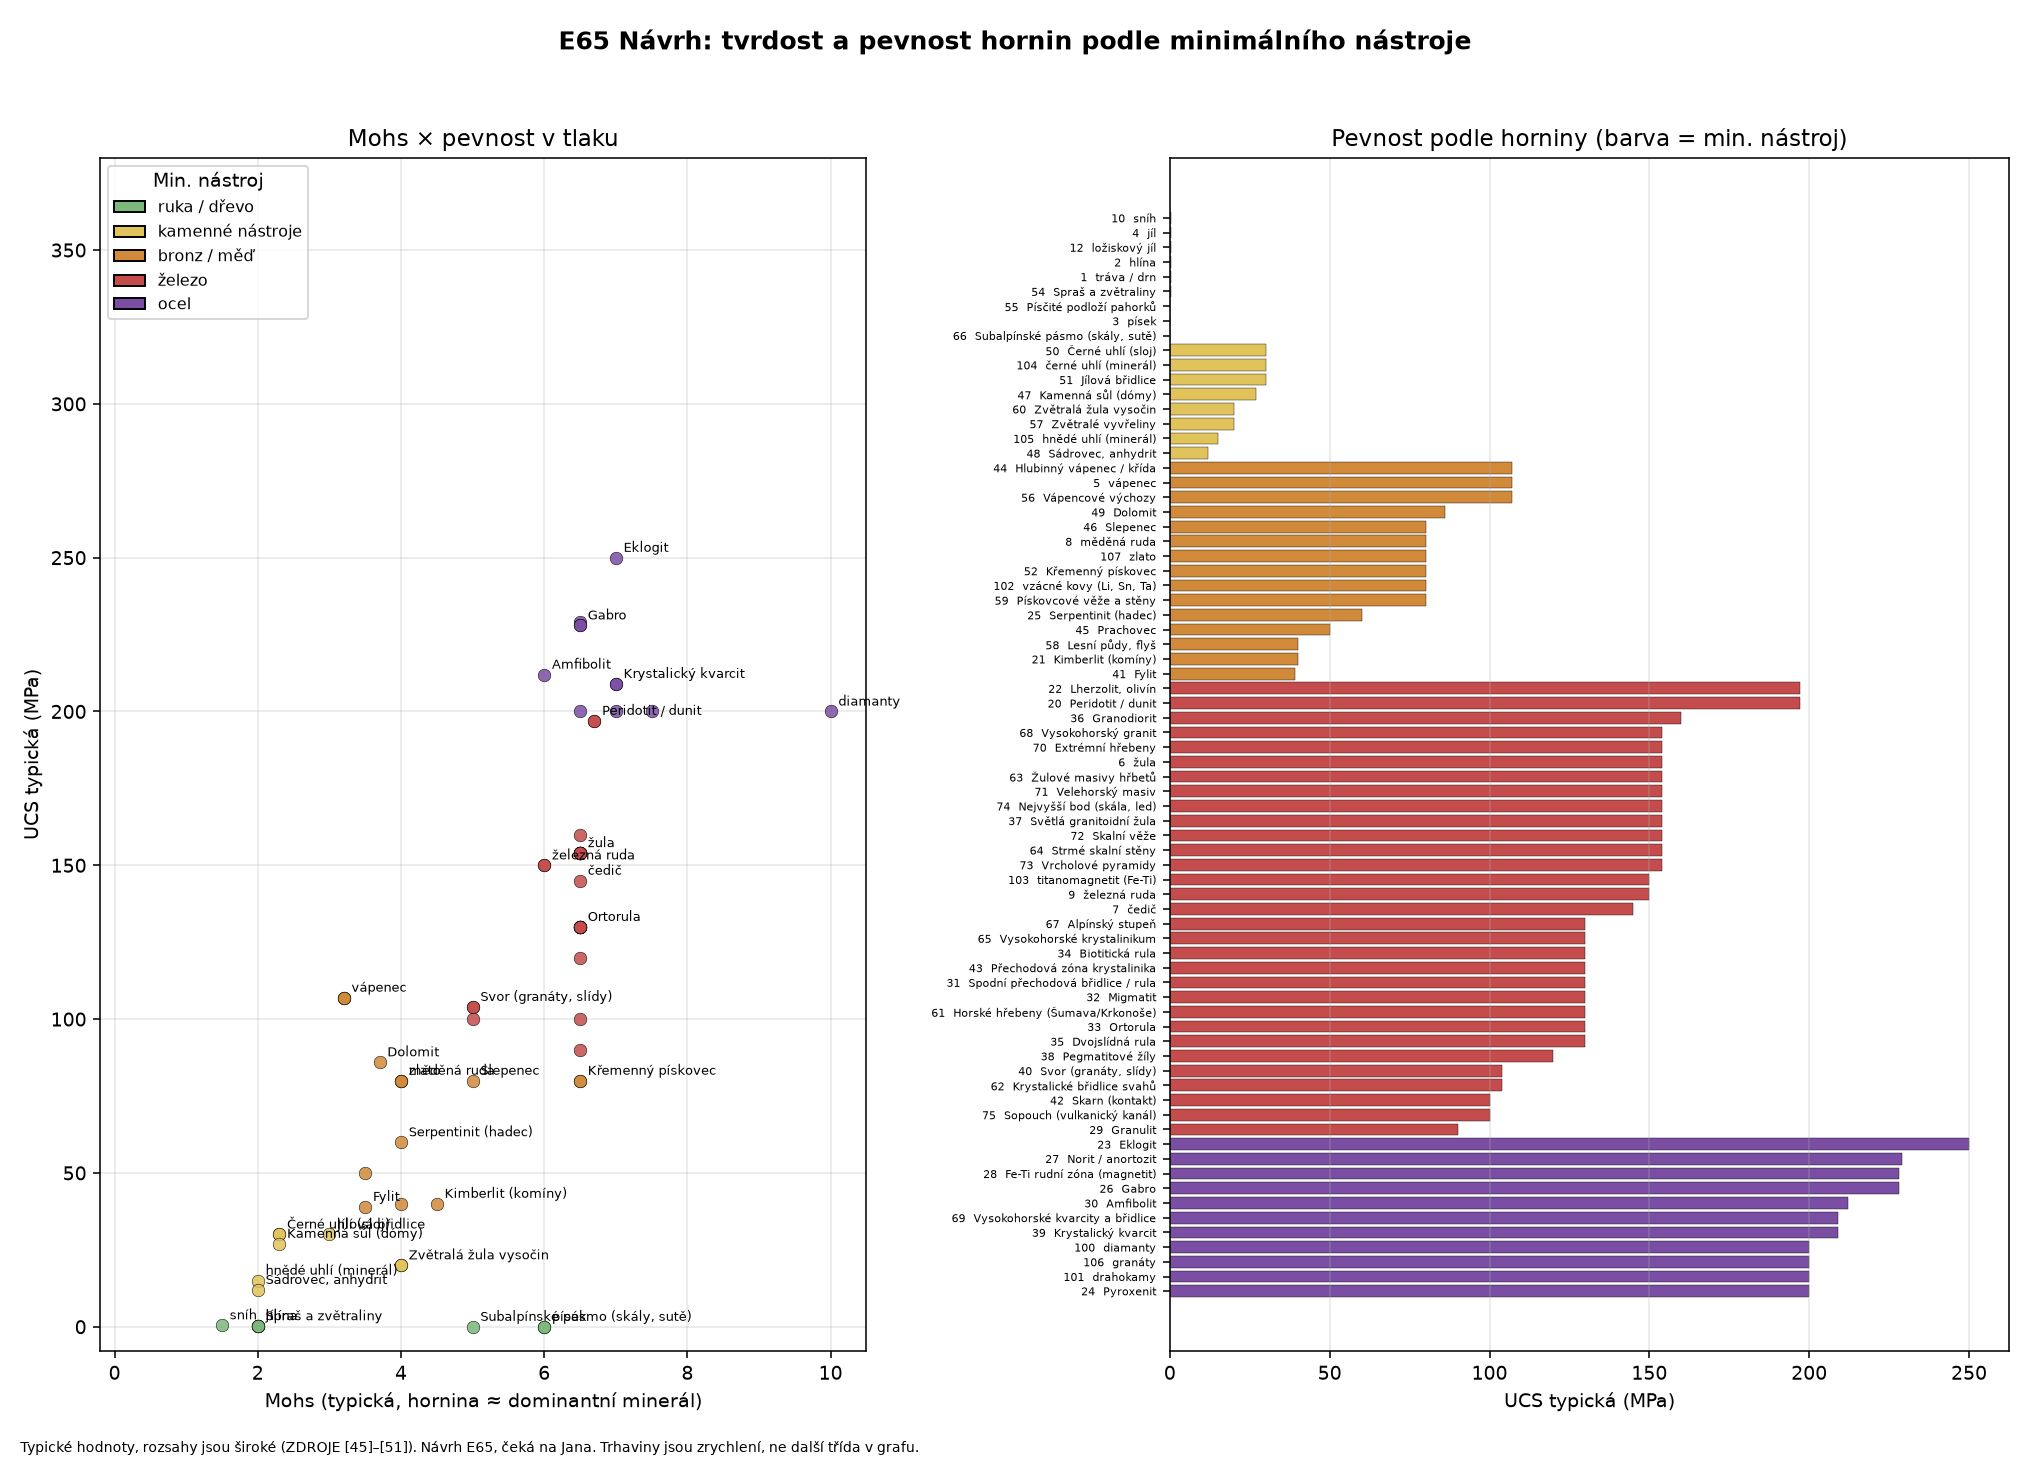 E65 Návrh: tvrdost a pevnost hornin podle minimálního nástroje
Mohs × pevnost v tlaku
Min. nástroj
ruka / dřevo
kamenné nástroje
bronz / měď
železo
ocel
350
300
250
200
150
100
50
0
UCS typická (MPa)
Eklogit
Gabro
Amfibolit
Krystalický kvarcit
diamanty
Peridotit / dunit
žula
železná ruda
čedič
Ortorula
vápenec
Svor (granáty, slídy)
Dolomit
zlato
měděná ruda
Slepenec
Křemenný pískovec
Serpentinit (hadec)
Fylit
Kimberlit (komíny)
Černé uhlí (sloj)
Jílová břidlice
Kamenná sůl (dómy)
Zvětralá žula vysočin
hnědé uhlí (minerál)
Sádrovec, anhydrit
sníh
hlína
Spraš a zvětraliny
Subalpínské pásmo (skály, sutě)
písek
0 2 4 6 8 10
Mohs (typická, hornina ≈ dominantní minerál)
Pevnost podle horniny (barva = min. nástroj)
10 sníh
4 jíl
12 ložiskový jíl
2 hlína
1 tráva / drn
54 Spraš a zvětraliny
55 Písčité podloží pahorků
3 písek
66 Subalpínské pásmo (skály, sutě)
50 Černé uhlí (sloj)
104 černé uhlí (minerál)
51 Jílová břidlice
47 Kamenná sůl (dómy)
60 Zvětralá žula vysočin
57 Zvětralé vyvřeliny
105 hnědé uhlí (minerál)
48 Sádrovec, anhydrit
44 Hlubinný vápenec / křída
5 vápenec
56 Vápencové výchozy
49 Dolomit
46 Slepenec
8 měděná ruda
107 zlato
52 Křemenný pískovec
102 vzácné kovy (Li, Sn, Ta)
59 Pískovcové věže a stěny
25 Serpentinit (hadec)
45 Prachovec
58 Lesní půdy, flyš
21 Kimberlit (komíny)
41 Fylit
22 Lherzolit, olivín
20 Peridotit / dunit
36 Granodiorit
68 Vysokohorský granit
70 Extrémní hřebeny
6 žula
63 Žulové masivy hřbetů
71 Velehorský masiv
74 Nejvyšší bod (skála, led)
37 Světlá granitoidní žula
72 Skalní věže
64 Strmé skalní stěny
73 Vrcholové pyramidy
103 titanomagnetit (Fe-Ti)
9 železná ruda
7 čedič
67 Alpínský stupeň
65 Vysokohorské krystalinikum
34 Biotitická rula
43 Přechodová zóna krystalinika
31 Spodní přechodová břidlice / rula
32 Migmatit
61 Horské hřebeny (Šumava/Krkonoše)
33 Ortorula
35 Dvojslídná rula
38 Pegmatitové žíly
40 Svor (granáty, slídy)
62 Krystalické břidlice svahů
42 Skarn (kontakt)
75 Sopouch (vulkanický kanál)
29 Granulit
23 Eklogit
27 Norit / anortozit
28 Fe-Ti rudní zóna (magnetit)
26 Gabro
30 Amfibolit
69 Vysokohorské kvarcity a břidlice
39 Krystalický kvarcit
100 diamanty
106 granáty
101 drahokamy
24 Pyroxenit
0 50 100 150 200 250
UCS typická (MPa)
Typické hodnoty, rozsahy jsou široké (ZDROJE [45]–[51]). Návrh E65, čeká na Jana. Trhaviny jsou zrychlení, ne další třída v grafu.